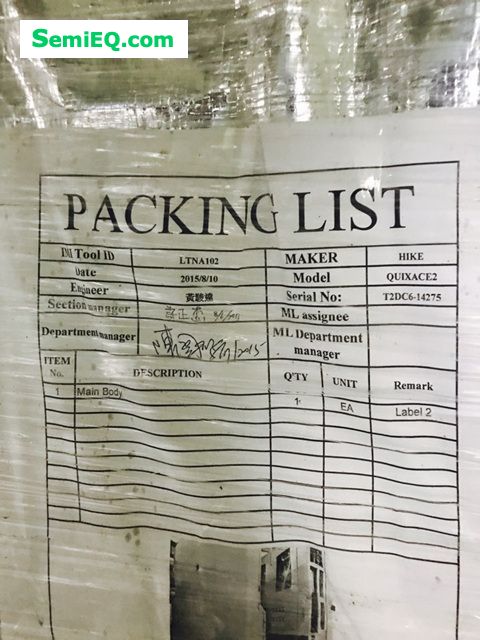 SemiEQ.com
PACKING LIST
Tool ID LTNA102 MAKER HIKE
Date 2015/8/10 Model QUIXACE2
Engineer Serial No: T2DC6-14275
Section manager ML assignee
Department manager /2015 ML Department manager
ITEM No. DESCRIPTION Q'TY UNIT Remark
1 Main Body 1 EA Label 2